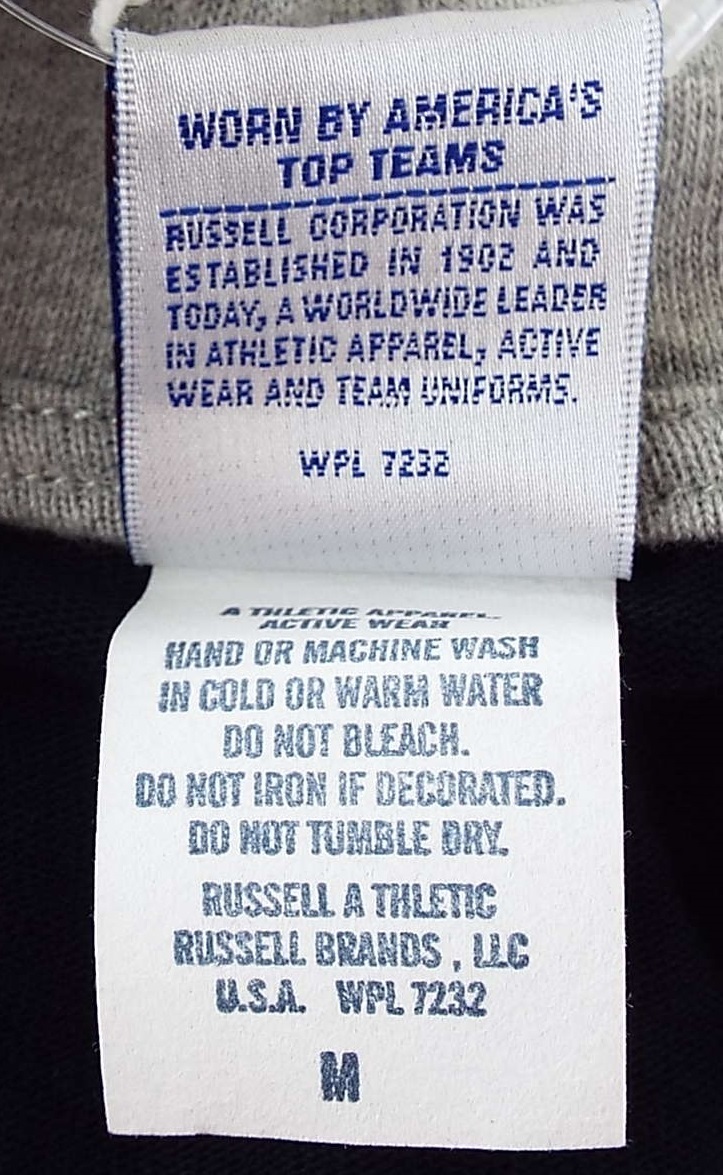 WORN BY AMERICA'S
TOP TEAMS
RUSSELL CORPORATION WAS
ESTABLISHED IN 1902 AND
TODAY, A WORLDWIDE LEADER
IN ATHLETIC APPAREL, ACTIVE
WEAR AND TEAM UNIFORMS.
WPL 7232
A THLETIC APPAREL.
ACTIVE WEAR
HAND OR MACHINE WASH
IN COLD OR WARM WATER
DO NOT BLEACH.
DO NOT IRON IF DECORATED.
DO NOT TUMBLE DRY.
RUSSELL A THLETIC
RUSSELL BRANDS , LLC
U.S.A. WPL 7232
M